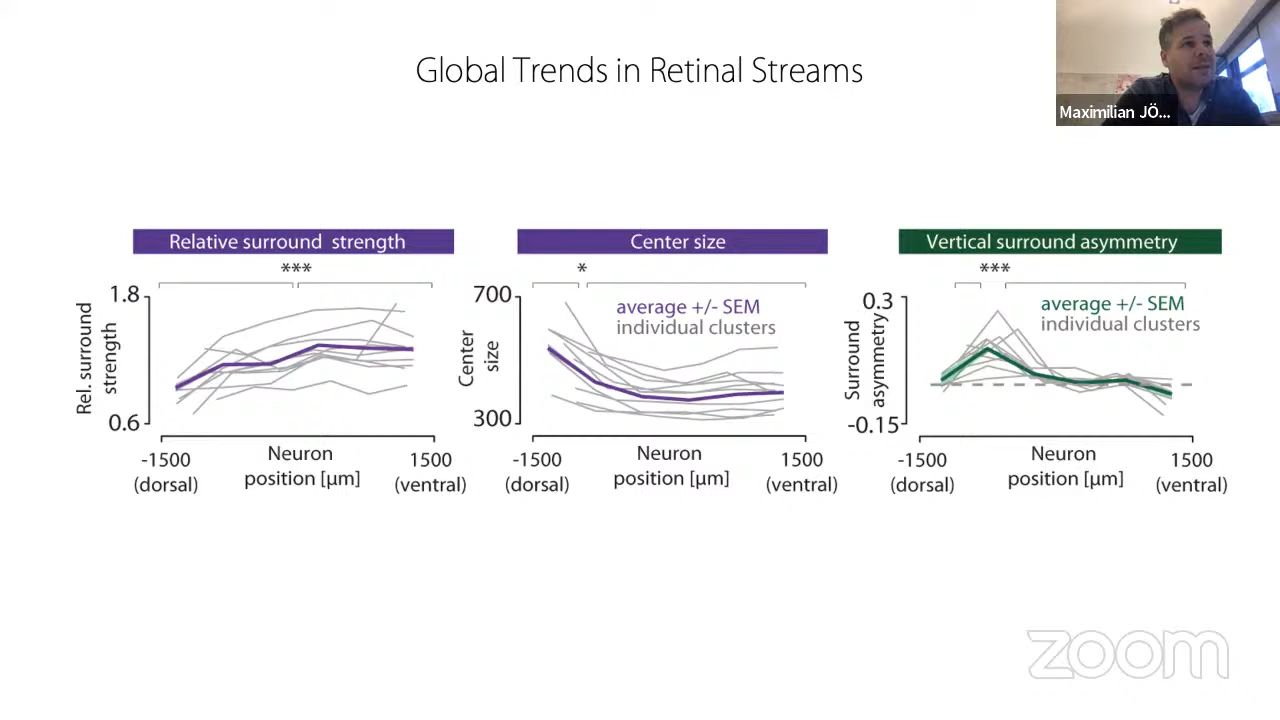 Global Trends in Retinal Streams
Maximilian JÖ...
Relative surround strength
***
1.8
0.6
Rel. surround
strength
-1500
(dorsal)
Neuron
position [µm]
1500
(ventral)
Center size
*
700
300
Center
size
average +/- SEM
individual clusters
-1500
(dorsal)
Neuron
position [µm]
1500
(ventral)
Vertical surround asymmetry
***
0.3
-0.15
Surround
asymmetry
average +/- SEM
individual clusters
-1500
(dorsal)
Neuron
position [µm]
1500
(ventral)
zoom